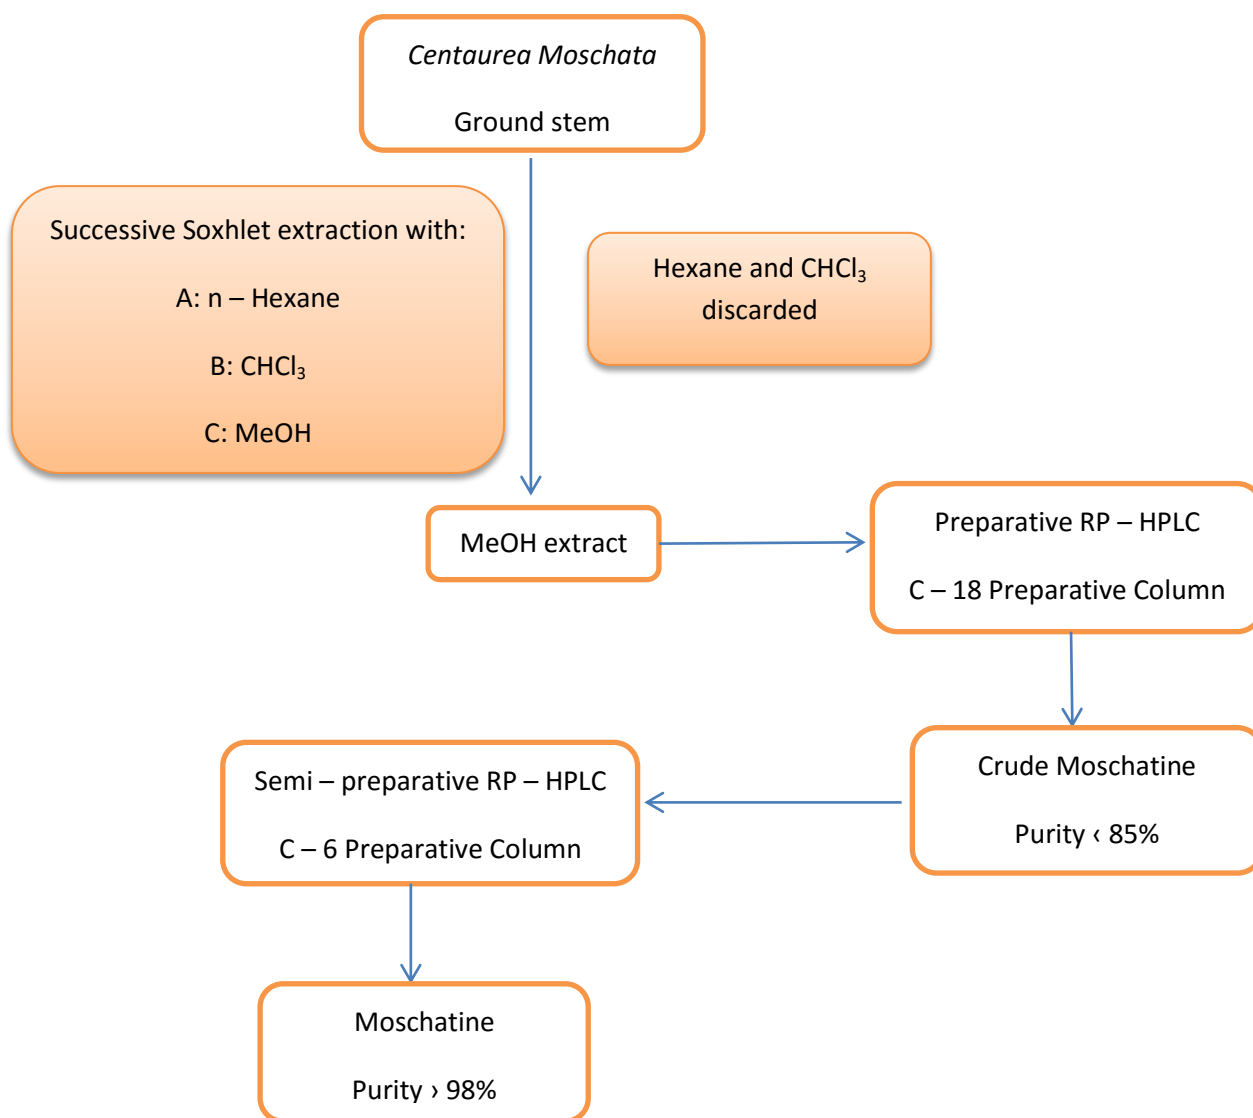 Centaurea Moschata
Ground stem
Successive Soxhlet extraction with:
A: n – Hexane
B: CHCl₃
C: MeOH
Hexane and CHCl₃
discarded
MeOH extract
Preparative RP – HPLC
C – 18 Preparative Column
Crude Moschatine
Purity ‹ 85%
Semi – preparative RP – HPLC
C – 6 Preparative Column
Moschatine
Purity › 98%